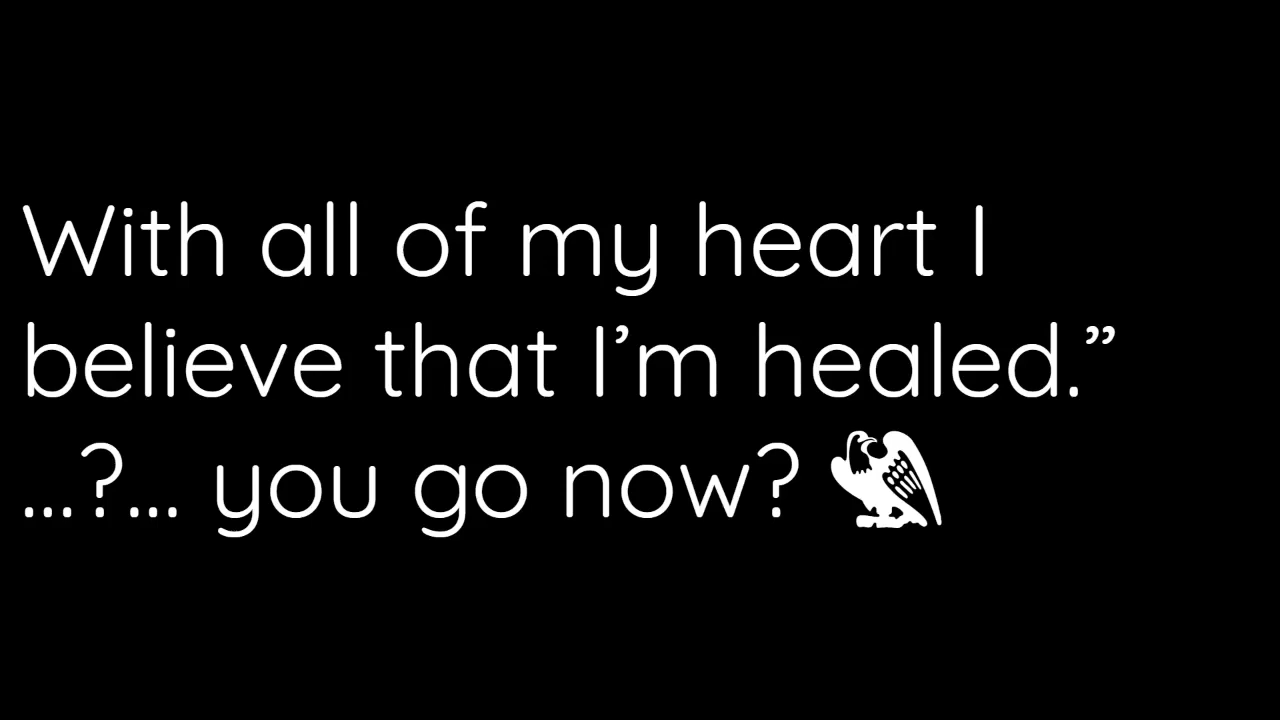 With all of my heart I
believe that I’m healed.”
...?... you go now?